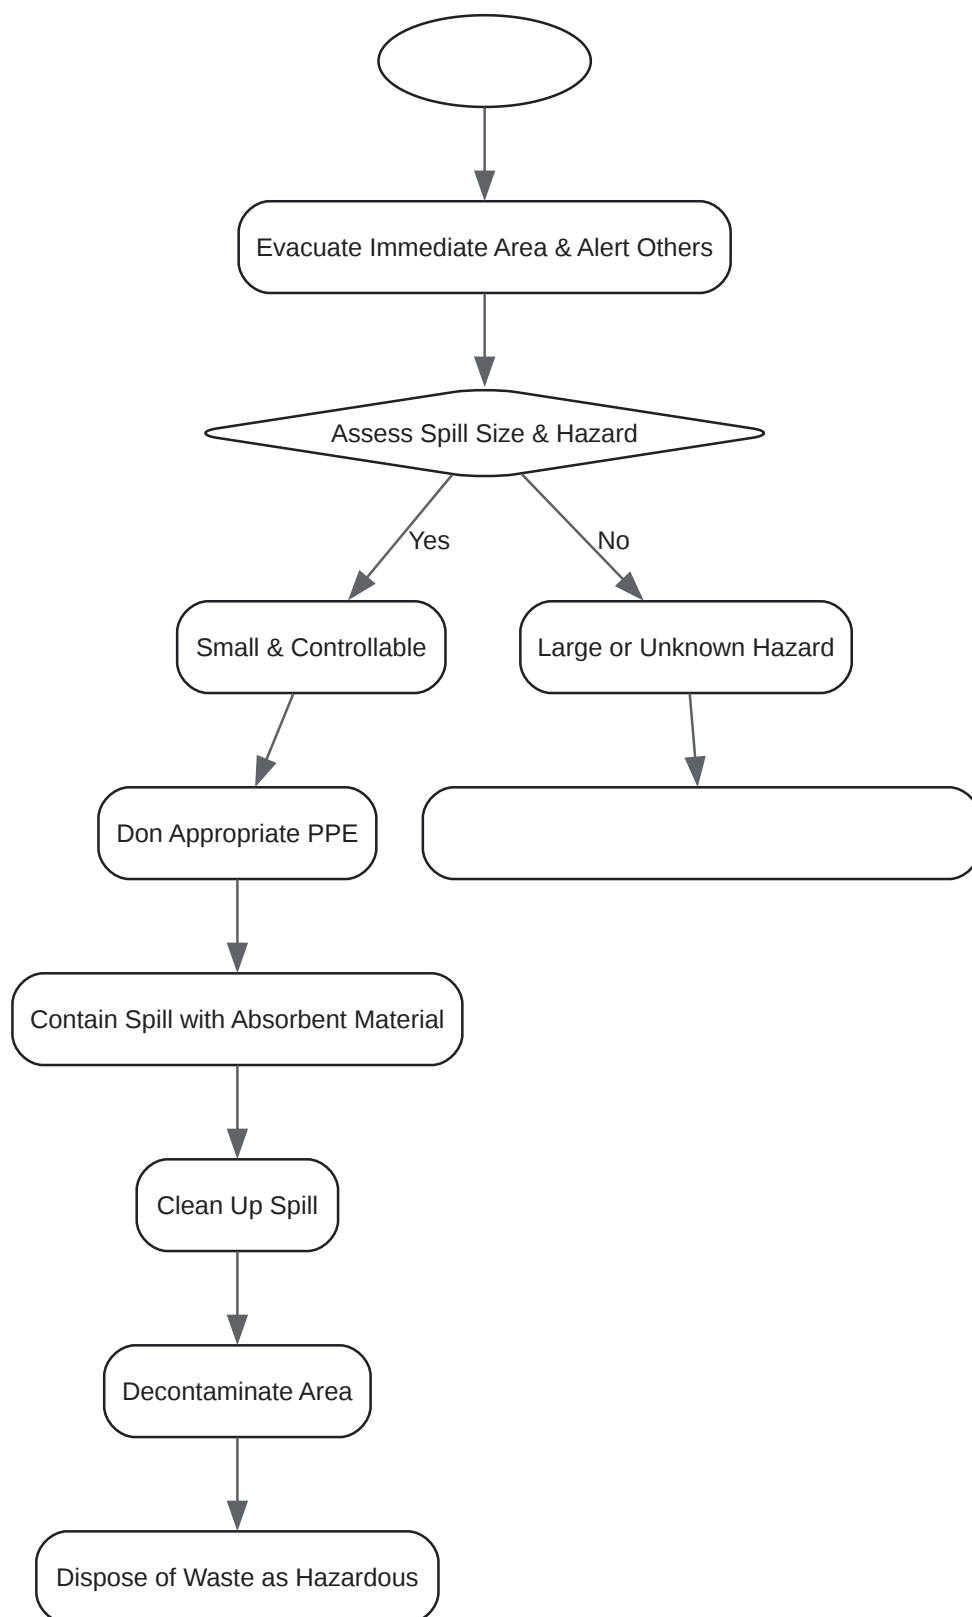 Evacuate Immediate Area & Alert Others
Assess Spill Size & Hazard
Yes
No
Small & Controllable
Large or Unknown Hazard
Don Appropriate PPE
Contain Spill with Absorbent Material
Clean Up Spill
Decontaminate Area
Dispose of Waste as Hazardous